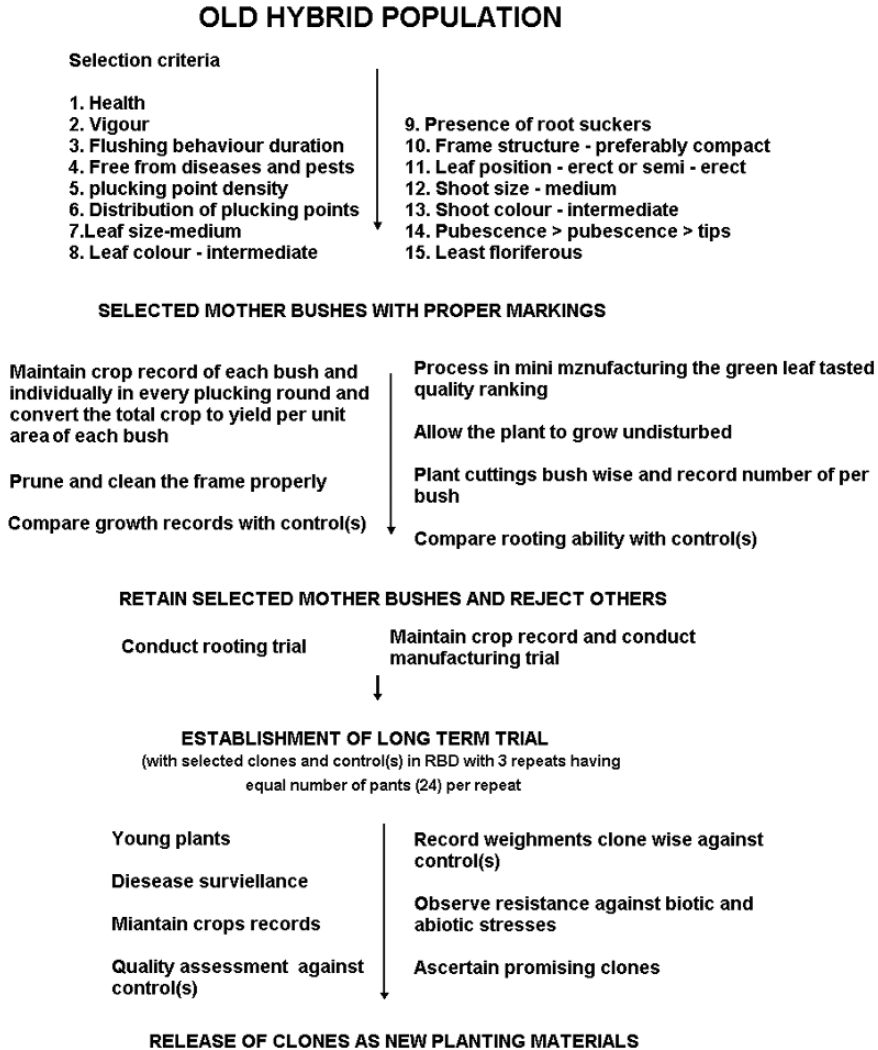 OLD HYBRID POPULATION
Selection criteria
1. Health
2. Vigour
3. Flushing behaviour duration
4. Free from diseases and pests
5. plucking point density
6. Distribution of plucking points
7.Leaf size-medium
8. Leaf colour - intermediate
9. Presence of root suckers
10. Frame structure - preferably compact
11. Leaf position - erect or semi - erect
12. Shoot size - medium
13. Shoot colour - intermediate
14. Pubescence > pubescence > tips
15. Least floriferous
SELECTED MOTHER BUSHES WITH PROPER MARKINGS
Maintain crop record of each bush and
individually in every plucking round and
convert the total crop to yield per unit
area of each bush
Prune and clean the frame properly
Compare growth records with control(s)
Process in mini mznufacturing the green leaf tasted
quality ranking
Allow the plant to grow undisturbed
Plant cuttings bush wise and record number of per
bush
Compare rooting ability with control(s)
RETAIN SELECTED MOTHER BUSHES AND REJECT OTHERS
Conduct rooting trial
Maintain crop record and conduct
manufacturing trial
ESTABLISHMENT OF LONG TERM TRIAL
(with selected clones and control(s) in RBD with 3 repeats having
equal number of pants (24) per repeat
Young plants
Diesease surviellance
Miantain crops records
Quality assessment against
control(s)
Record weighments clone wise against
control(s)
Observe resistance against biotic and
abiotic stresses
Ascertain promising clones
RELEASE OF CLONES AS NEW PLANTING MATERIALS